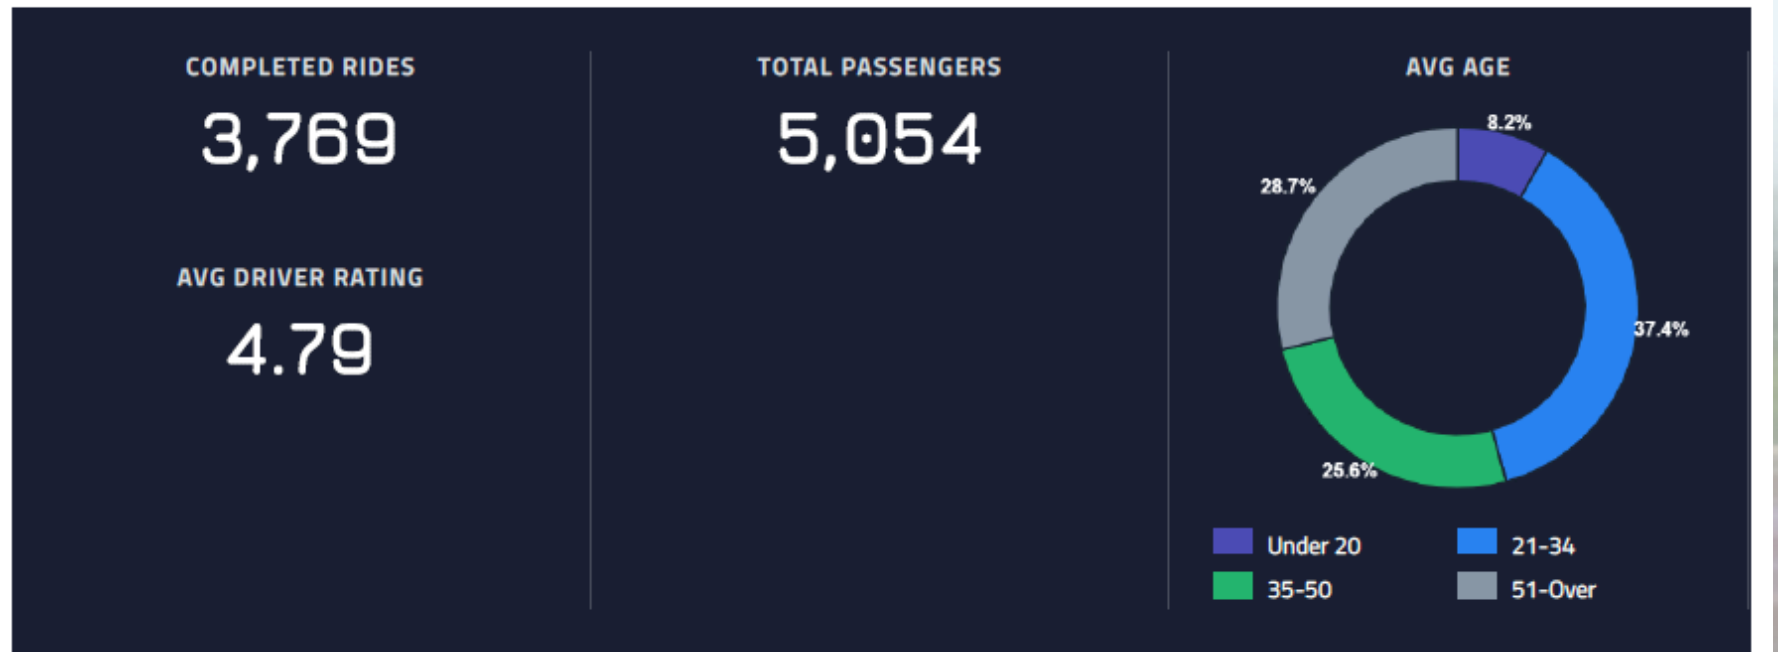 COMPLETED RIDES
3,769
AVG DRIVER RATING
4.79
TOTAL PASSENGERS
5,054
AVG AGE
8.2%
28.7%
37.4%
25.6%
Under 20
21-34
35-50
51-Over